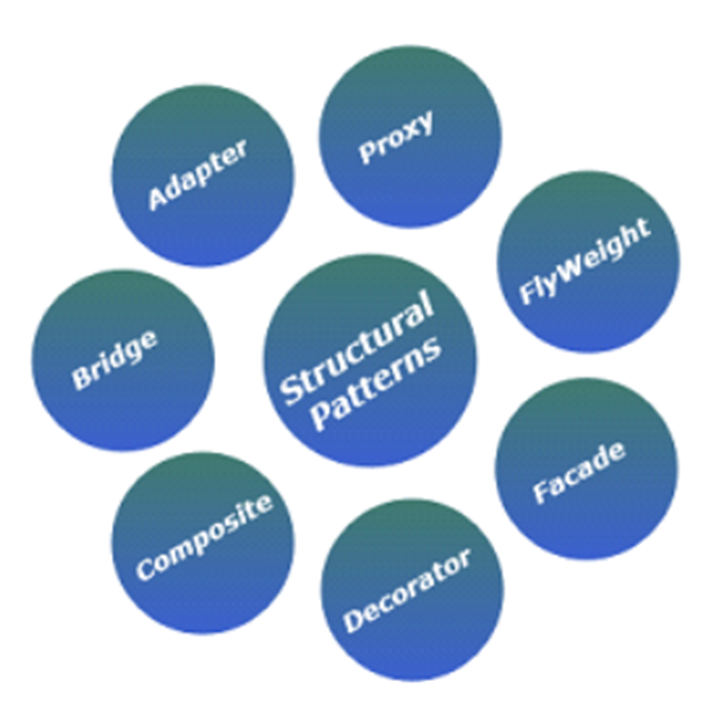 Adapter
Proxy
FlyWeight
Bridge
Structural
Patterns
Facade
Composite
Decorator